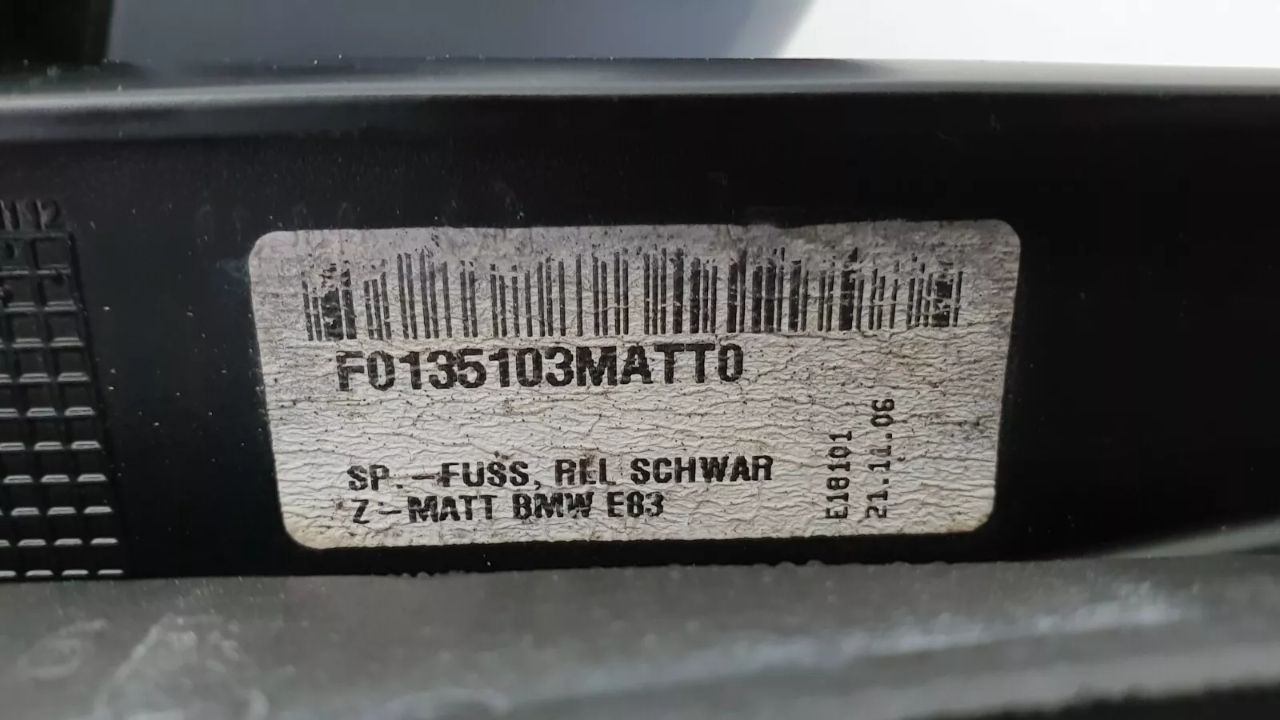 F0135103MATT0
SP.-FUSS, REL SCHWAR
Z-MATT BMW E83
E18101
21.11.06